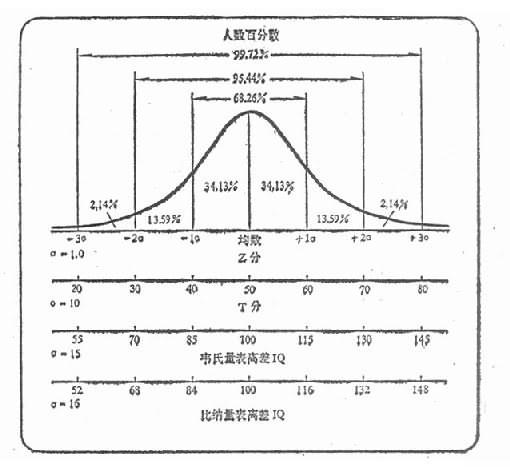 人数百分数
99.72%
95.44%
68.26%
34.13% 34.13%
2.14% 13.59% 13.59% 2.14%
-3σ -2σ -1σ 均数 +1σ +2σ +3σ
σ=1.0 Z分
20 30 40 50 60 70 80
σ=10 T分
55 70 85 100 115 130 145
σ=15 韦氏量表离差IQ
52 68 84 100 116 132 148
σ=16 比纳量表离差IQ